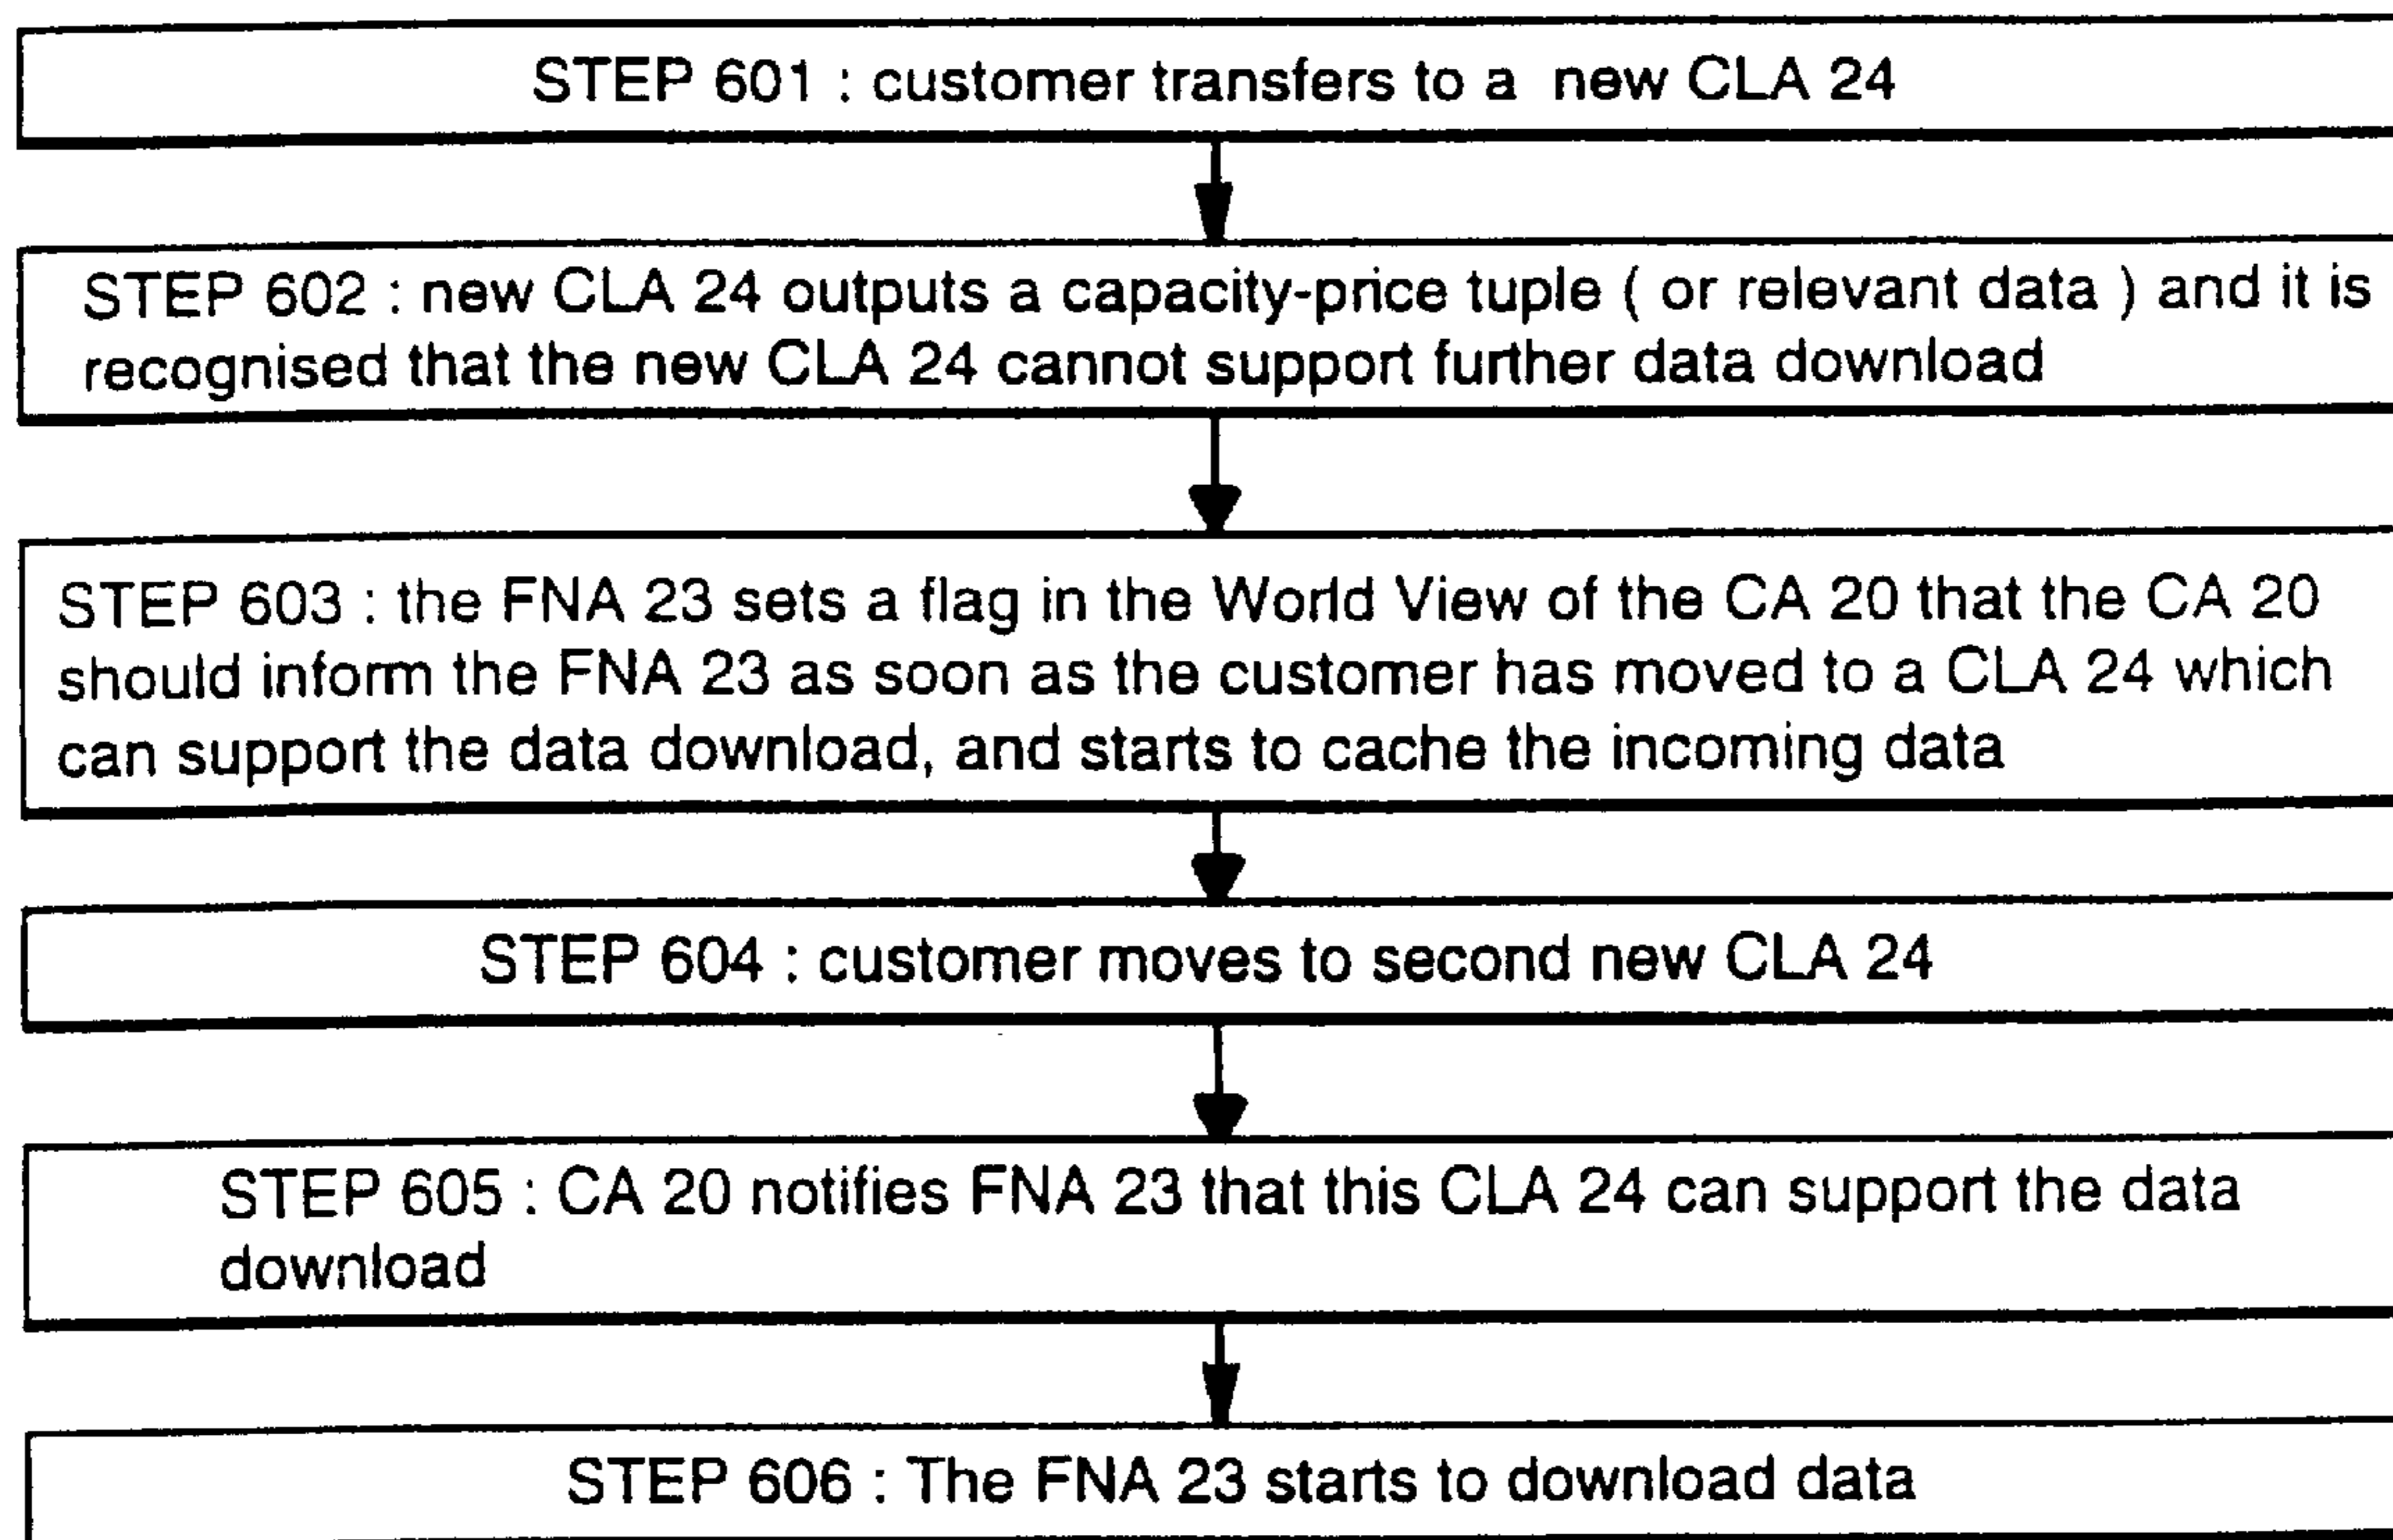 STEP 601 : customer transfers to a new CLA 24
STEP 602 : new CLA 24 outputs a capacity-price tuple ( or relevant data ) and it is
recognised that the new CLA 24 cannot support further data download
STEP 603 : the FNA 23 sets a flag in the World View of the CA 20 that the CA 20
should inform the FNA 23 as soon as the customer has moved to a CLA 24 which
can support the data download, and starts to cache the incoming data
STEP 604 : customer moves to second new CLA 24
STEP 605 : CA 20 notifies FNA 23 that this CLA 24 can support the data
download
STEP 606 : The FNA 23 starts to download data